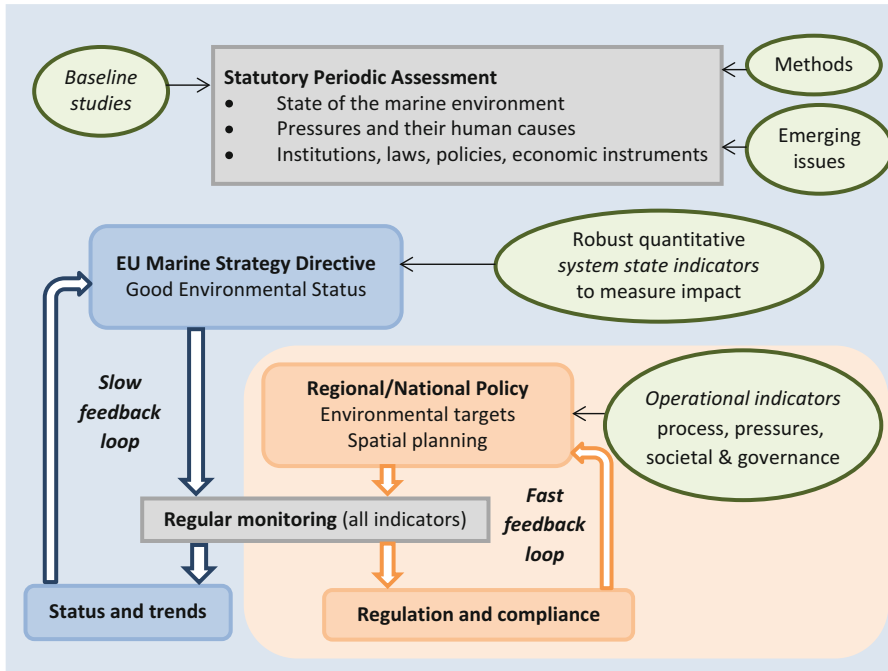 Baseline
studies
Statutory Periodic Assessment
• State of the marine environment
• Pressures and their human causes
• Institutions, laws, policies, economic instruments
Methods
Emerging
issues
EU Marine Strategy Directive
Good Environmental Status
Robust quantitative
system state indicators
to measure impact
Slow
feedback
loop
Regional/National Policy
Environmental targets
Spatial planning
Operational indicators
process, pressures,
societal & governance
Regular monitoring (all indicators)
Fast
feedback
loop
Status and trends
Regulation and compliance